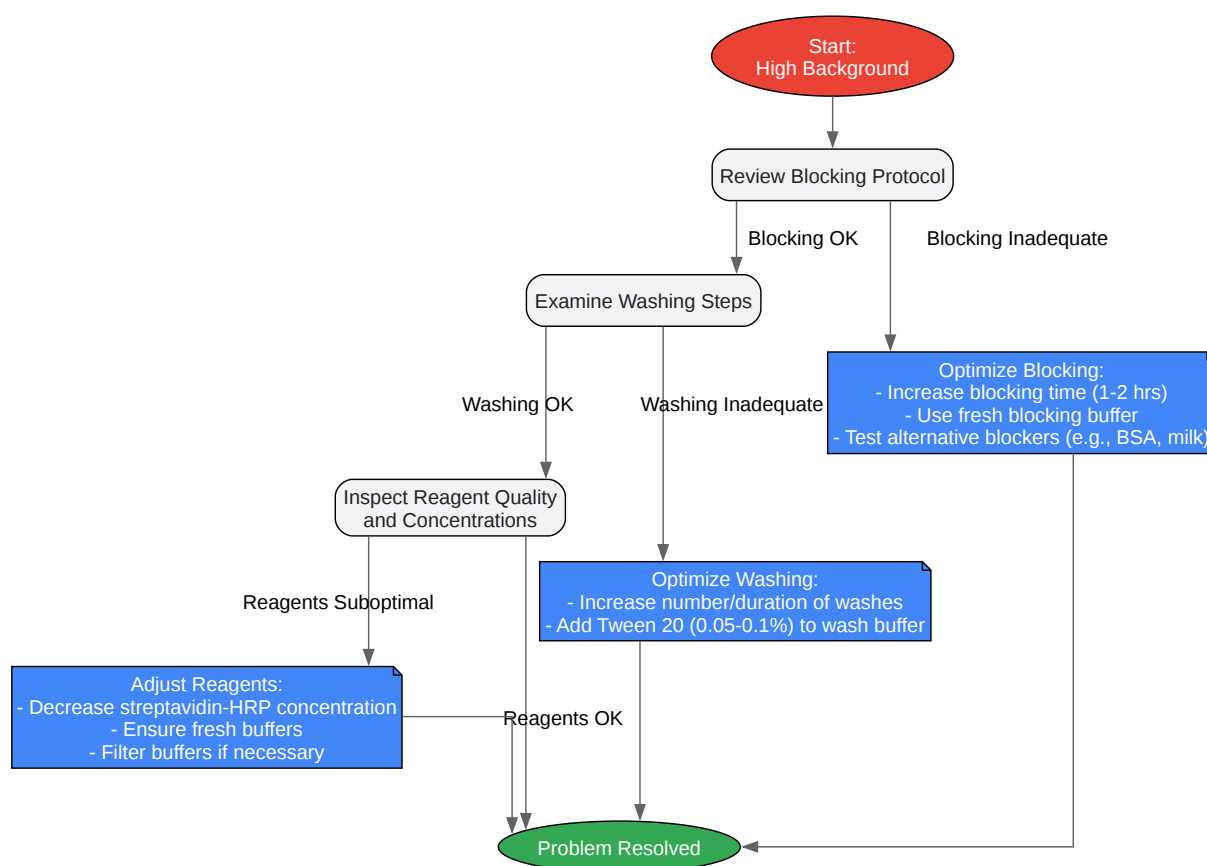 Start:
High Background
Review Blocking Protocol
Blocking OK
Blocking Inadequate
Examine Washing Steps
Optimize Blocking:
- Increase blocking time (1-2 hrs)
- Use fresh blocking buffer
- Test alternative blockers (e.g., BSA, milk)
Washing OK
Washing Inadequate
Inspect Reagent Quality
and Concentrations
Optimize Washing:
- Increase number/duration of washes
- Add Tween 20 (0.05-0.1%) to wash buffer
Reagents Suboptimal
Adjust Reagents:
- Decrease streptavidin-HRP concentration
- Ensure fresh buffers
- Filter buffers if necessary
Reagents OK
Problem Resolved